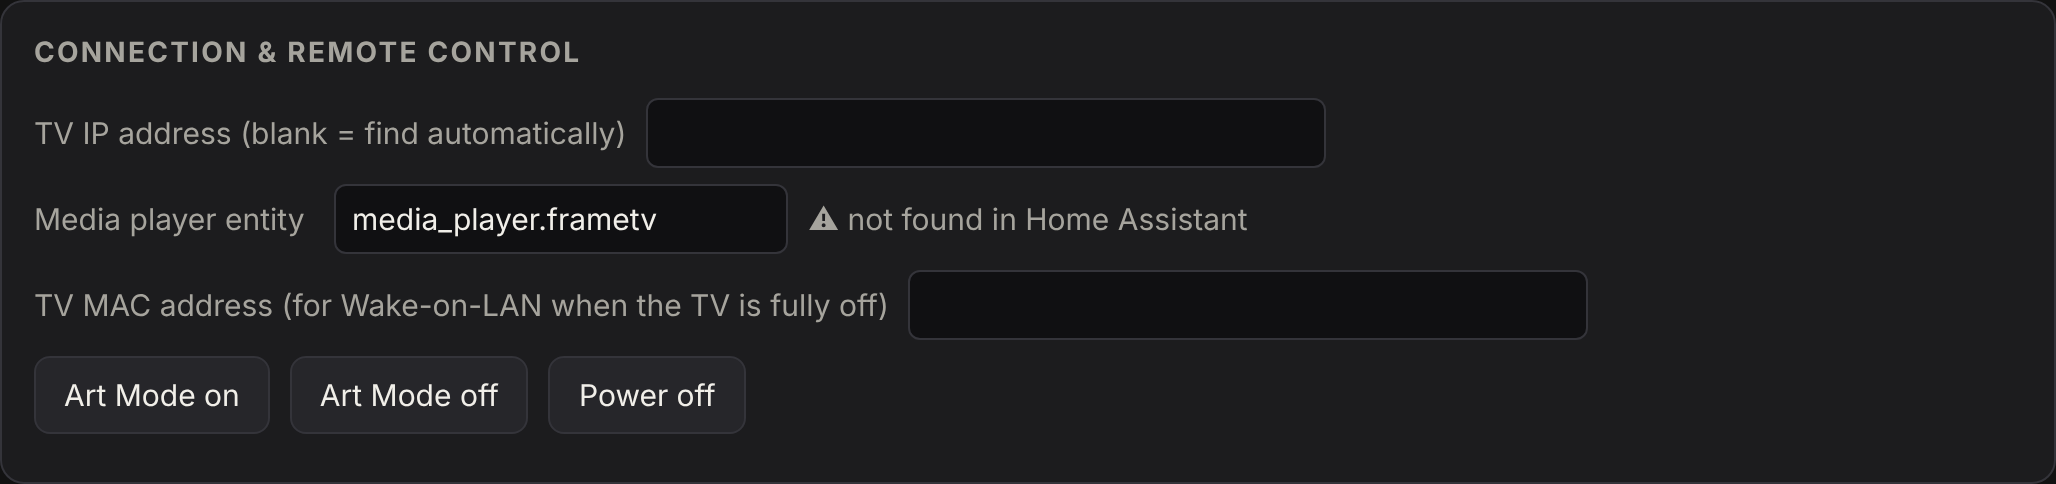 CONNECTION & REMOTE CONTROL
TV IP address (blank = find automatically)
Media player entity media_player.frametv ⚠ not found in Home Assistant
TV MAC address (for Wake-on-LAN when the TV is fully off)
Art Mode on Art Mode off Power off